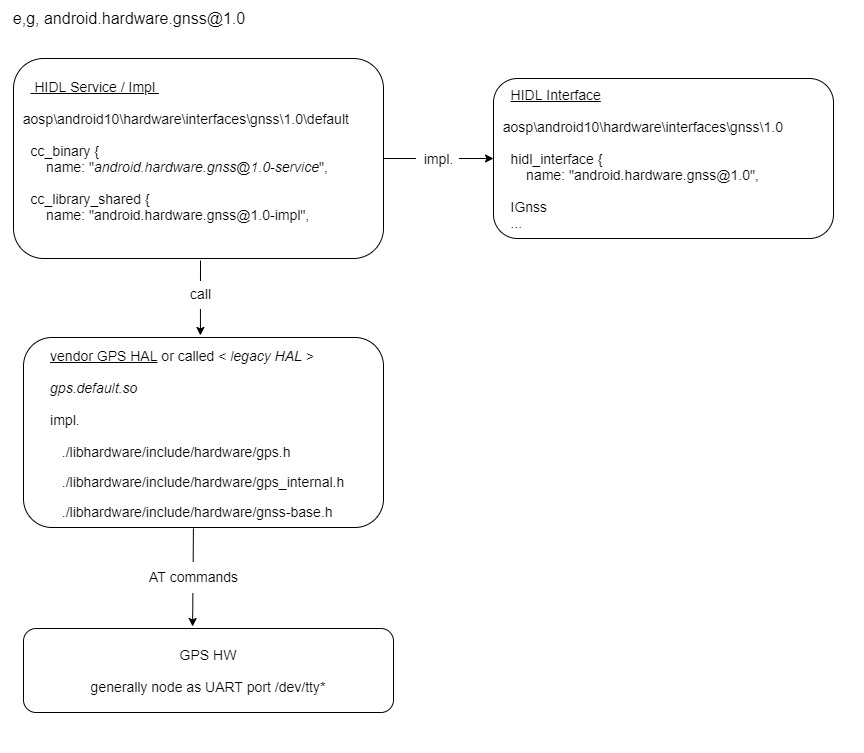 e,g, android.hardware.gnss@1.0
HIDL Service / Impl
aosp\android10\hardware\interfaces\gnss\1.0\default
cc_binary {
name: "android.hardware.gnss@1.0-service",
cc_library_shared {
name: "android.hardware.gnss@1.0-impl",
impl.
HIDL Interface
aosp\android10\hardware\interfaces\gnss\1.0
hidl_interface {
name: "android.hardware.gnss@1.0",
IGnss
...
call
vendor GPS HAL or called < legacy HAL >
gps.default.so
impl.
./libhardware/include/hardware/gps.h
./libhardware/include/hardware/gps_internal.h
./libhardware/include/hardware/gnss-base.h
AT commands
GPS HW
generally node as UART port /dev/tty*